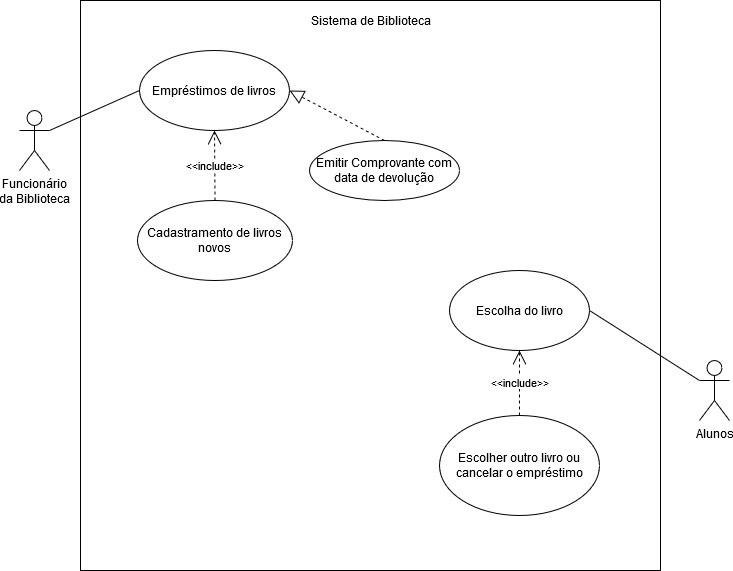 Sistema de Biblioteca
Empréstimos de livros
Emitir Comprovante com
data de devolução
<<include>>
Funcionário
da Biblioteca
Cadastramento de livros
novos
Escolha do livro
<<include>>
Alunos
Escolher outro livro ou
cancelar o empréstimo